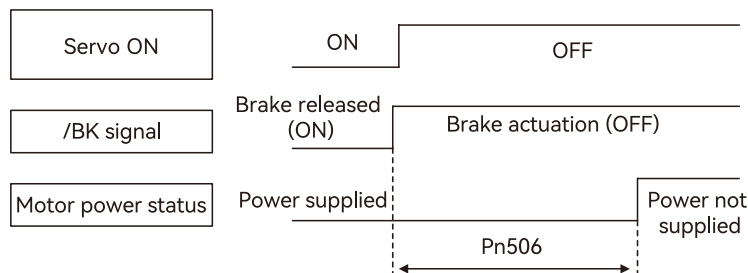 Servo ON
ON
OFF
/BK signal
Brake released
(ON)
Brake actuation (OFF)
Motor power status
Power supplied
Power not
supplied
Pn506